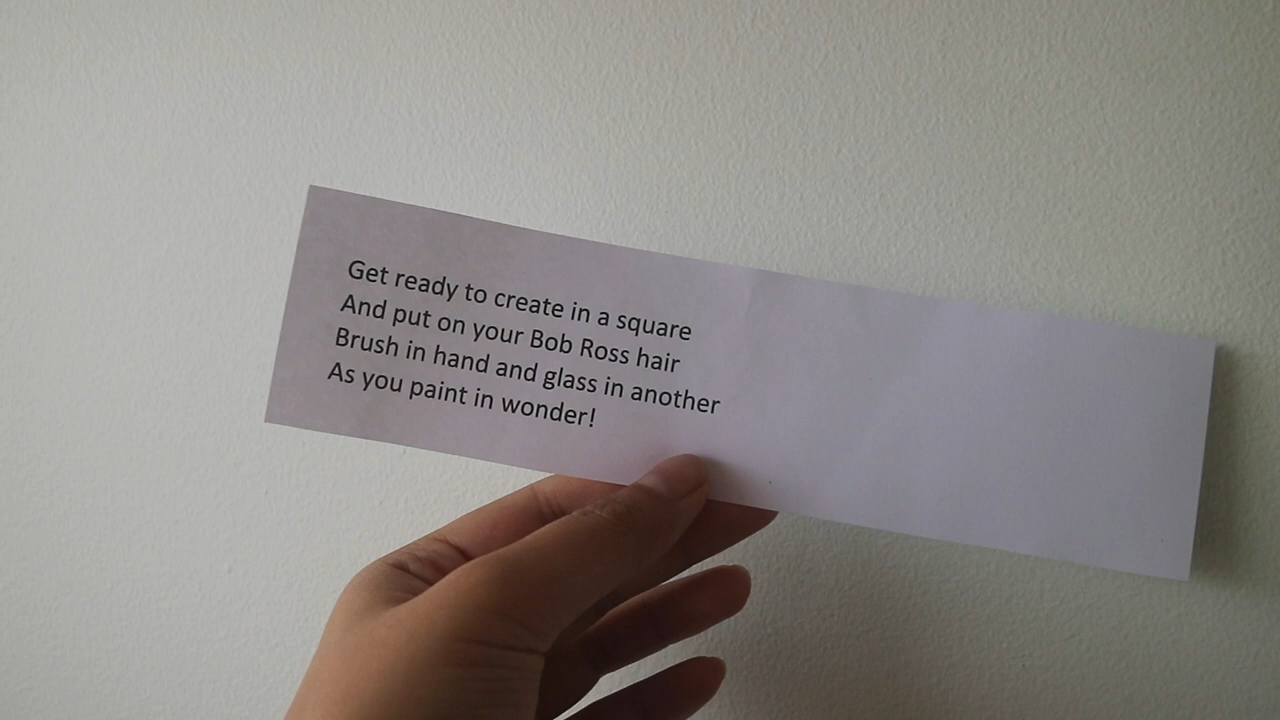 Get ready to create in a square
And put on your Bob Ross hair
Brush in hand and glass in another
As you paint in wonder!